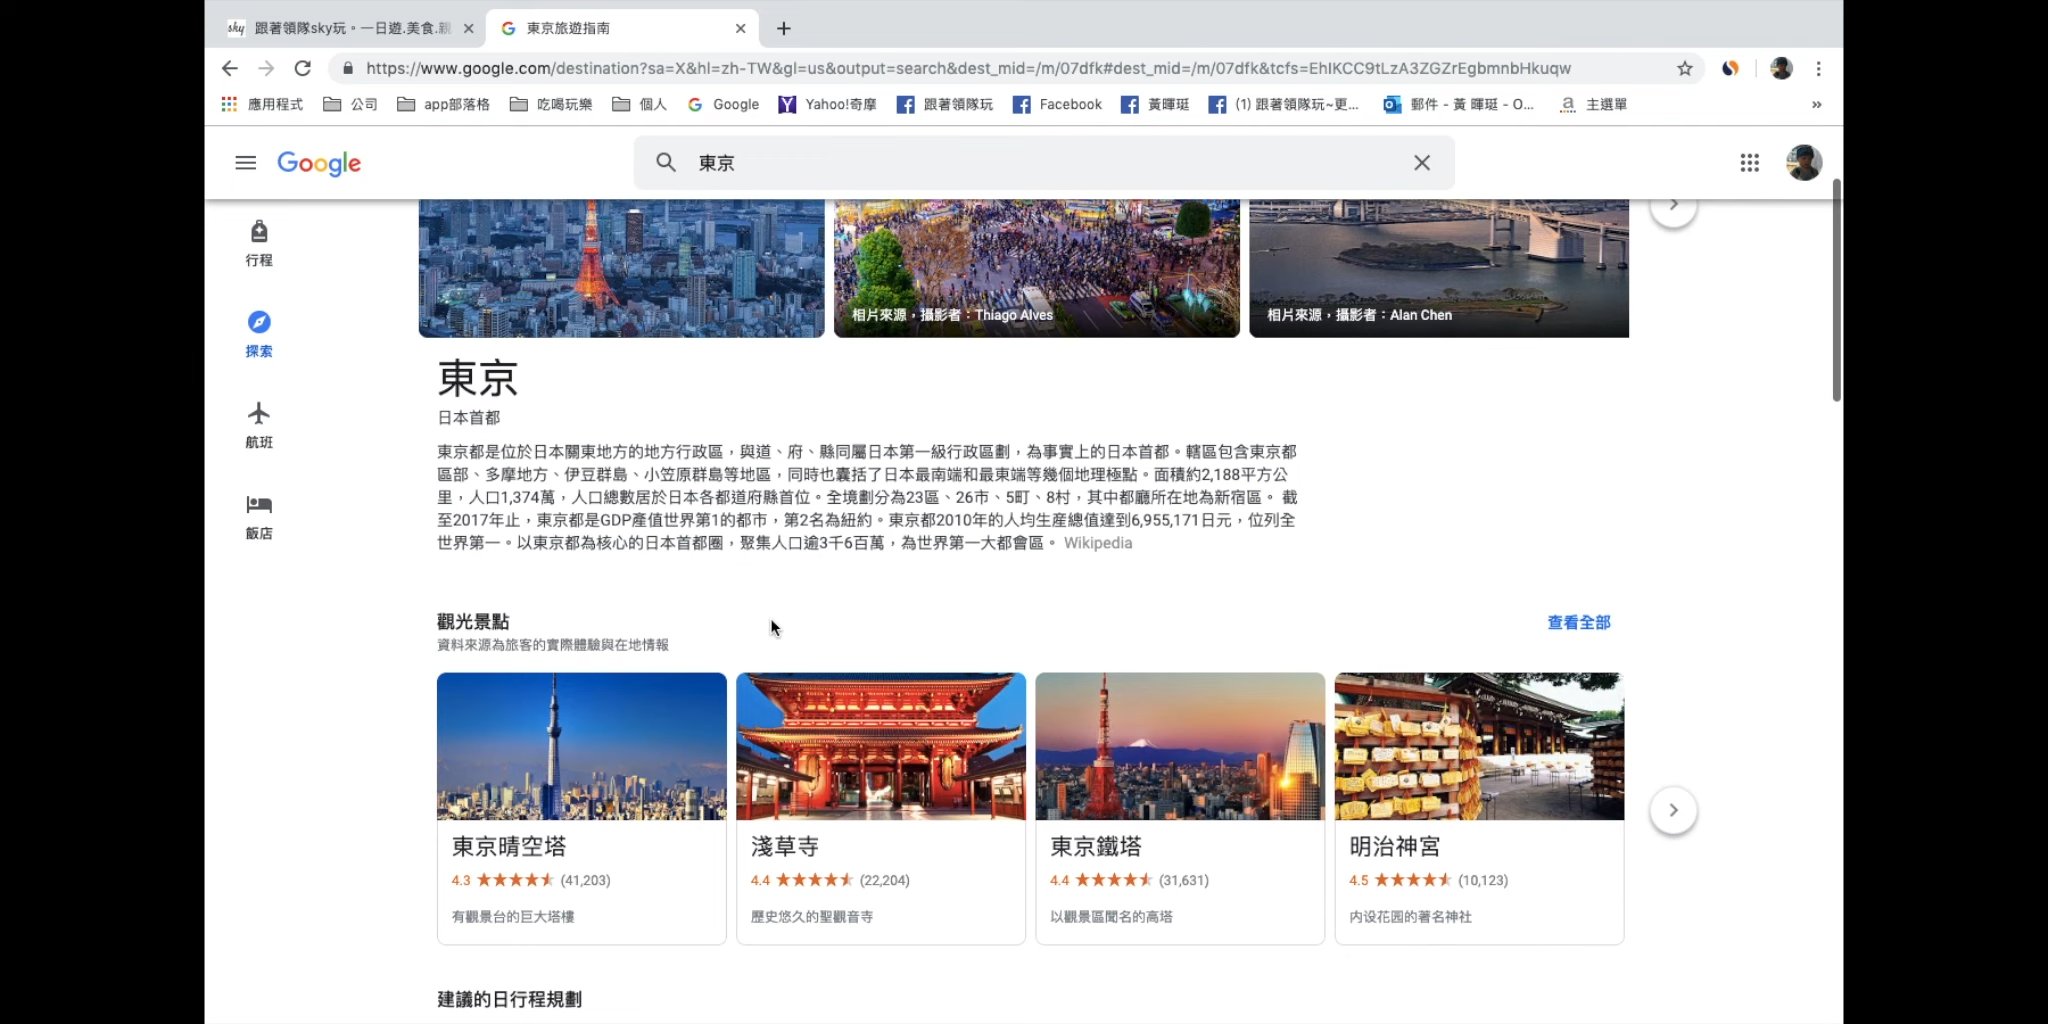 sky 跟著領隊sky玩。一日遊.美食.親
東京旅遊指南
https://www.google.com/destination?sa=X&hl=zh-TW&gl=us&output=search&dest_mid=/m/07dfk#dest_mid=/m/07dfk&tcfs=EhIKCC9tLzA3ZGZrEgbmnbHkuqw
應用程式 公司 app部落格 吃喝玩樂 個人 Google Yahoo!奇摩 跟著領隊玩 Facebook 黃暉珽 (1) 跟著領隊玩~更... 郵件 - 黃 暉珽 - O... 主選單 »
Google
東京
行程
探索
航班
飯店
相片來源，攝影者：Thiago Alves
相片來源，攝影者：Alan Chen
東京
日本首都
東京都是位於日本關東地方的地方行政區，與道、府、縣同屬日本第一級行政區劃，為事實上的日本首都。轄區包含東京都
區部、多摩地方、伊豆群島、小笠原群島等地區，同時也囊括了日本最南端和最東端等幾個地理極點。面積約2,188平方公
里，人口1,374萬，人口總數居於日本各都道府縣首位。全境劃分為23區、26市、5町、8村，其中都廳所在地為新宿區。 截
至2017年止，東京都是GDP產值世界第1的都市，第2名為紐約。東京都2010年的人均生產總值達到6,955,171日元，位列全
世界第一。以東京都為核心的日本首都圈，聚集人口逾3千6百萬，為世界第一大都會區。 Wikipedia
觀光景點
查看全部
資料來源為旅客的實際體驗與在地情報
東京晴空塔
4.3 (41,203)
有觀景台的巨大塔樓
淺草寺
4.4 (22,204)
歷史悠久的聖觀音寺
東京鐵塔
4.4 (31,631)
以觀景區聞名的高塔
明治神宮
4.5 (10,123)
内设花园的著名神社
建議的日行程規劃